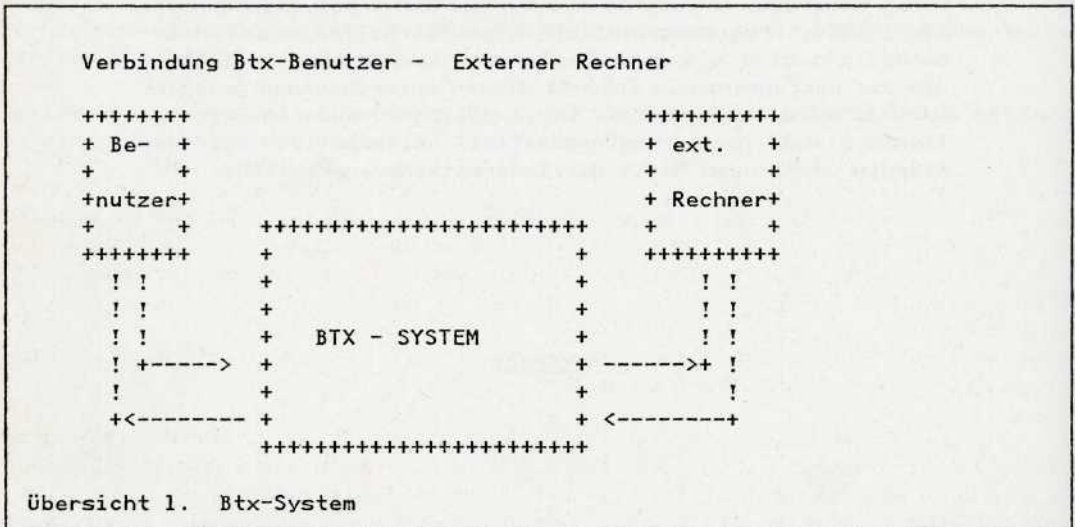 Verbindung Btx-Benutzer - Externer Rechner
++++++++ ++++++++++
+ Be- + + ext. +
+ + + +
+nutzer+ + Rechner+
+ + ++++++++++++++++++++++++ + +
++++++++ + + ++++++++++
! ! + + ! !
! ! + + ! !
! ! + BTX - SYSTEM + ! !
! +------> + + ------->+ !
! + + !
+<--------- + + <---------+
++++++++++++++++++++++++
Übersicht 1. Btx-System